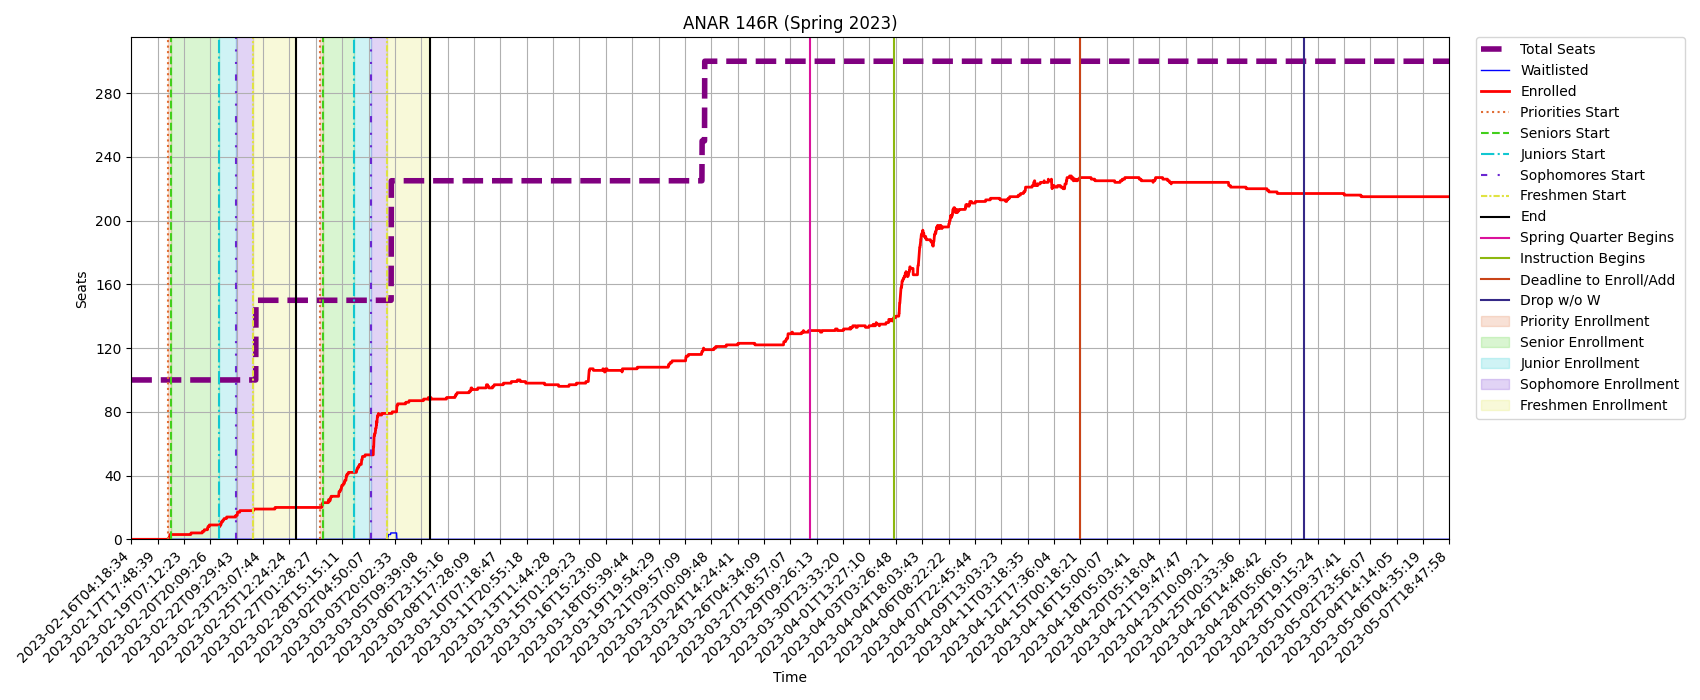 ANAR 146R (Spring 2023)
Seats
280
240
200
160
120
80
40
0
2023-02-16T04:18:34
2023-02-17T17:48:39
2023-02-19T07:12:23
2023-02-20T20:09:26
2023-02-22T09:29:43
2023-02-23T23:07:44
2023-02-25T12:24:24
2023-02-27T01:28:27
2023-02-28T15:15:11
2023-03-02T04:50:07
2023-03-03T20:02:33
2023-03-05T09:39:08
2023-03-06T23:15:16
2023-03-08T17:28:09
2023-03-10T07:18:47
2023-03-11T20:55:18
2023-03-13T11:44:28
2023-03-15T01:29:23
2023-03-16T15:23:00
2023-03-18T05:39:44
2023-03-19T19:54:29
2023-03-21T09:57:09
2023-03-23T00:09:48
2023-03-24T14:24:41
2023-03-26T04:34:09
2023-03-27T18:57:07
2023-03-29T09:26:13
2023-03-30T23:33:20
2023-04-01T13:27:10
2023-04-03T03:26:48
2023-04-04T18:03:43
2023-04-06T08:22:22
2023-04-07T22:45:44
2023-04-09T13:03:23
2023-04-11T03:18:35
2023-04-12T17:36:04
2023-04-15T00:18:21
2023-04-16T15:00:07
2023-04-18T05:03:41
2023-04-20T05:18:04
2023-04-21T19:47:47
2023-04-23T10:09:21
2023-04-25T00:33:36
2023-04-26T14:48:42
2023-04-28T05:06:05
2023-04-29T19:15:24
2023-05-01T09:37:41
2023-05-02T23:56:07
2023-05-04T14:14:05
2023-05-06T04:35:19
2023-05-07T18:47:58
Time
Total Seats
Waitlisted
Enrolled
Priorities Start
Seniors Start
Juniors Start
Sophomores Start
Freshmen Start
End
Spring Quarter Begins
Instruction Begins
Deadline to Enroll/Add
Drop w/o W
Priority Enrollment
Senior Enrollment
Junior Enrollment
Sophomore Enrollment
Freshmen Enrollment